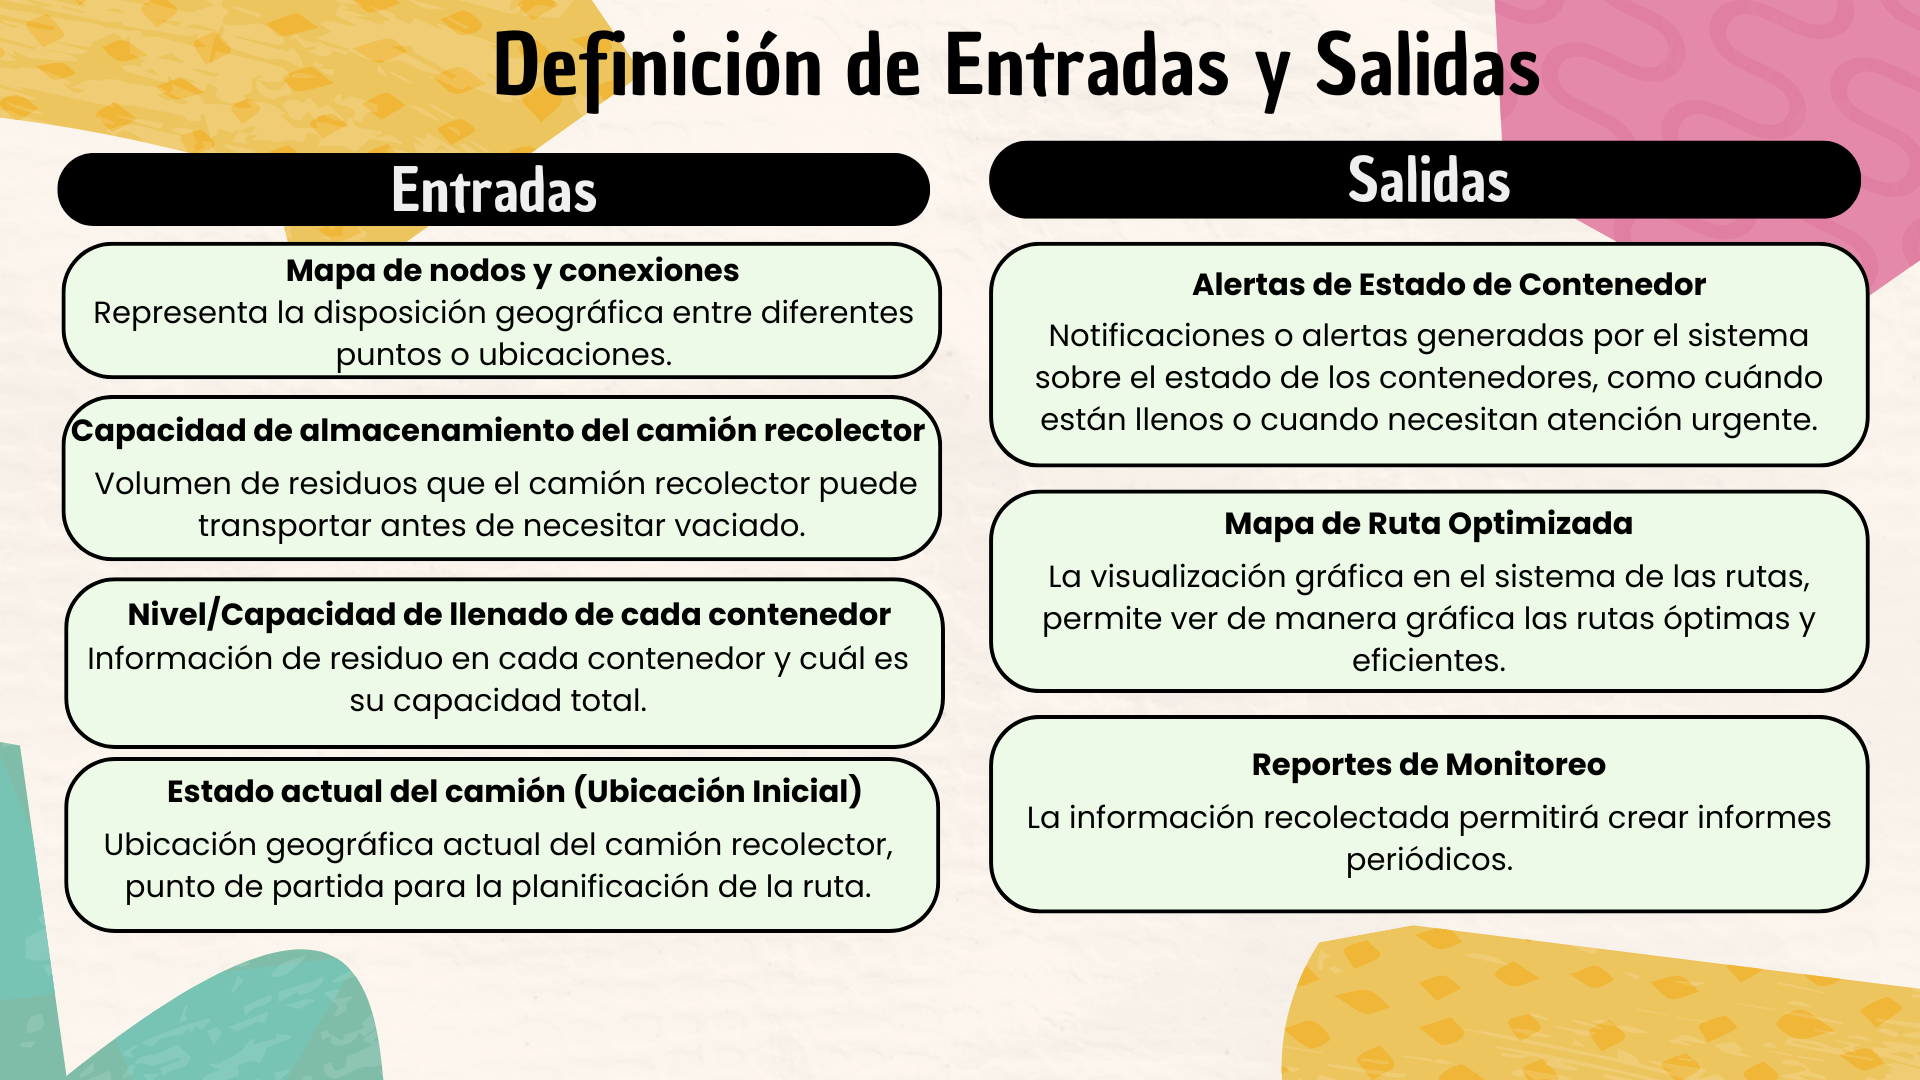 Definición de Entradas y Salidas
Entradas
Mapa de nodos y conexiones
Representa la disposición geográfica entre diferentes
puntos o ubicaciones.
Capacidad de almacenamiento del camión recolector
Volumen de residuos que el camión recolector puede
transportar antes de necesitar vaciado.
Nivel/Capacidad de llenado de cada contenedor
Información de residuo en cada contenedor y cuál es
su capacidad total.
Estado actual del camión (Ubicación Inicial)
Ubicación geográfica actual del camión recolector,
punto de partida para la planificación de la ruta.
Salidas
Alertas de Estado de Contenedor
Notificaciones o alertas generadas por el sistema
sobre el estado de los contenedores, como cuándo
están llenos o cuando necesitan atención urgente.
Mapa de Ruta Optimizada
La visualización gráfica en el sistema de las rutas,
permite ver de manera gráfica las rutas óptimas y
eficientes.
Reportes de Monitoreo
La información recolectada permitirá crear informes
periódicos.